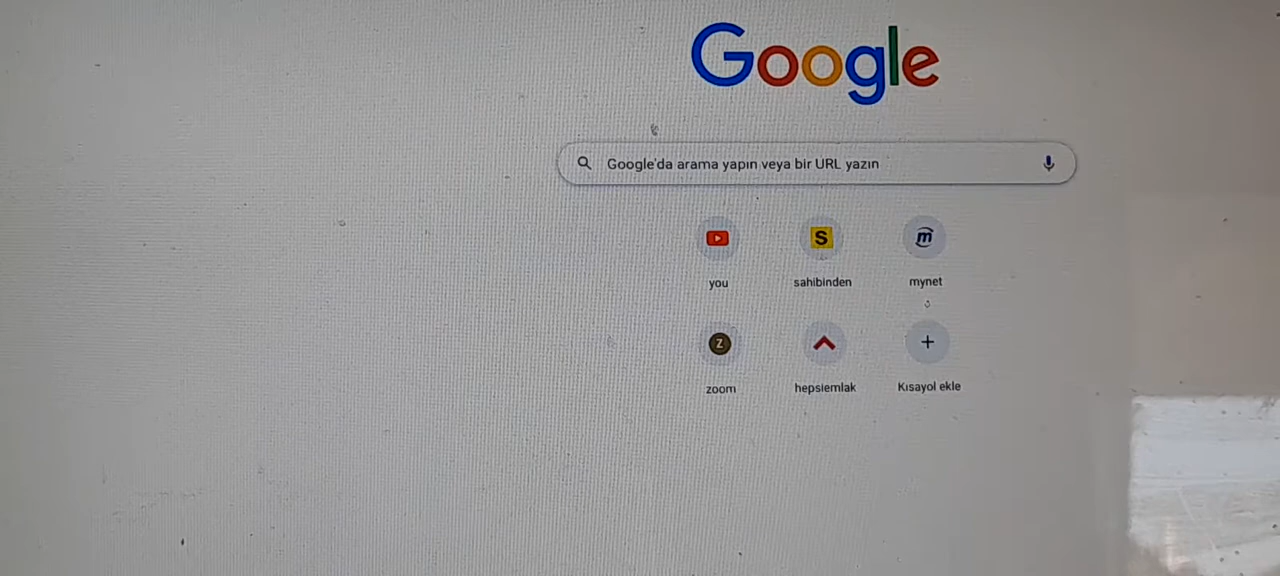 Google
Google'da arama yapın veya bir URL yazın
S
m
you
sahibinden
mynet
Z
zoom
hepsiemlak
Kısayol ekle